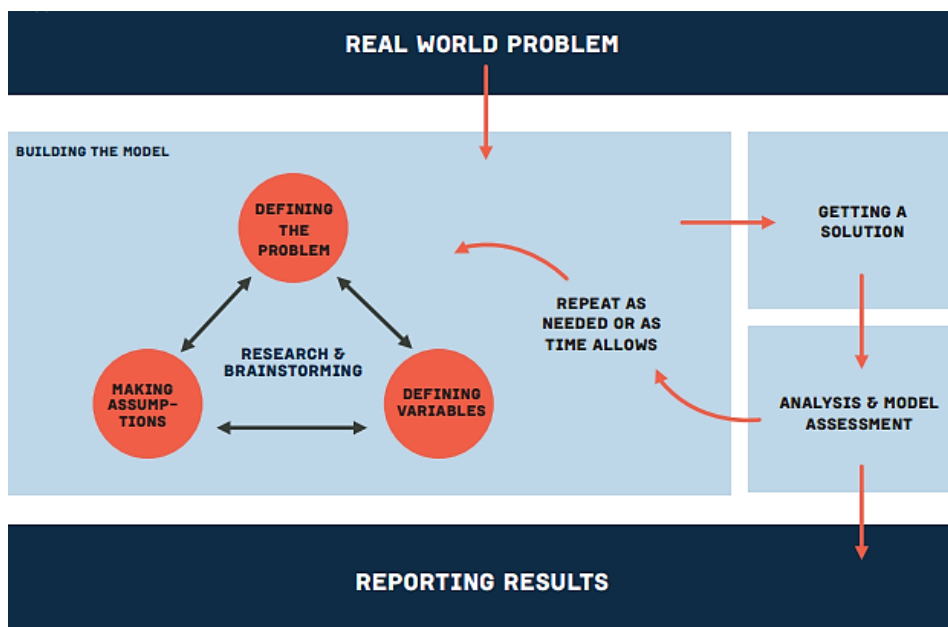 REAL WORLD PROBLEM
BUILDING THE MODEL
DEFINING
THE
PROBLEM
RESEARCH &
BRAINSTORMING
MAKING
ASSUMP-
TIONS
DEFINING
VARIABLES
REPEAT AS
NEEDED OR AS
TIME ALLOWS
GETTING A
SOLUTION
ANALYSIS & MODEL
ASSESSMENT
REPORTING RESULTS